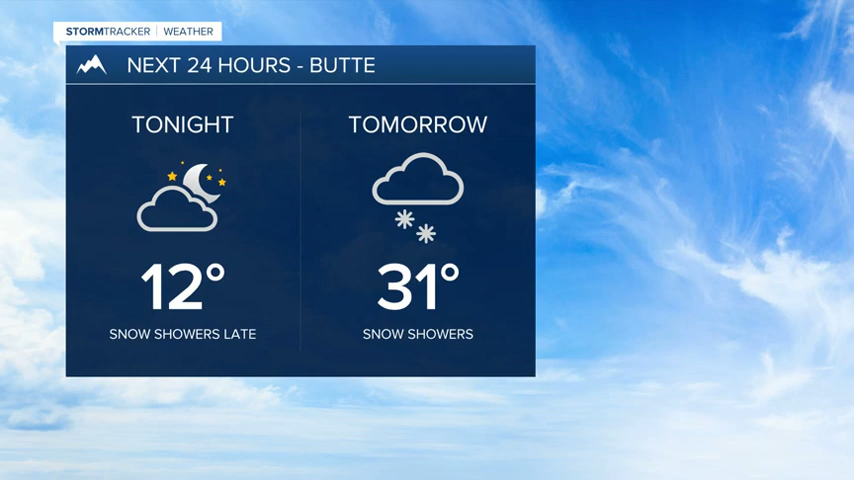 STORMTRACKER | WEATHER
NEXT 24 HOURS - BUTTE
TONIGHT
12°
SNOW SHOWERS LATE
TOMORROW
31°
SNOW SHOWERS